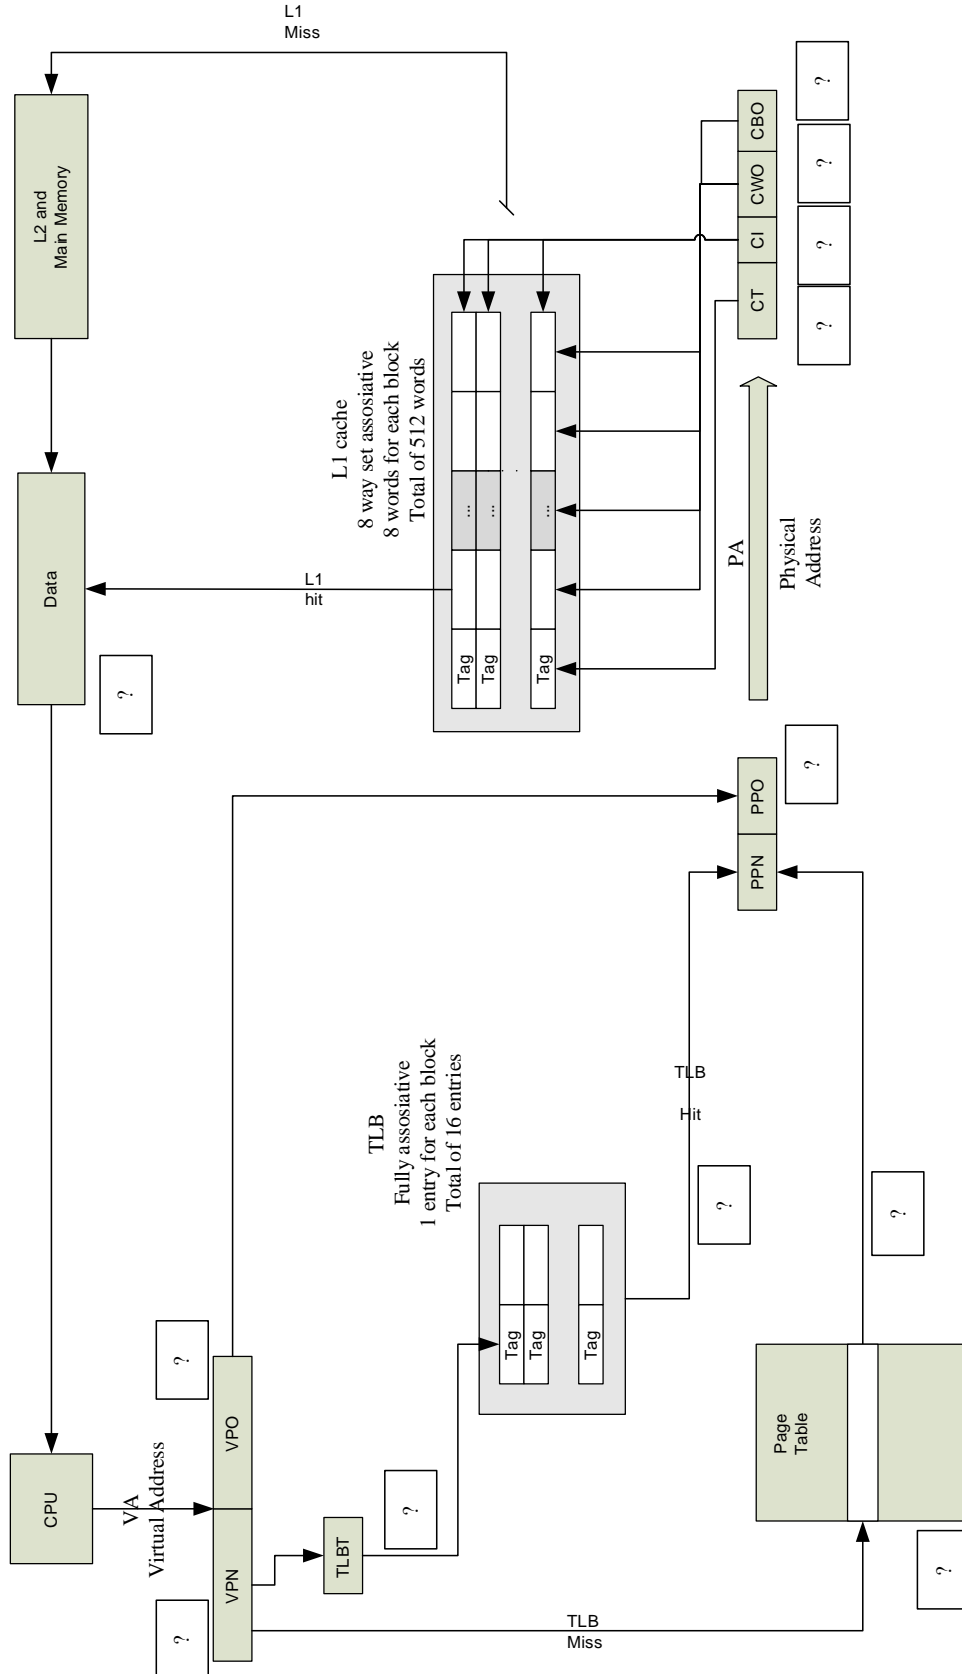 CPU
VA
Virtual Address
?
VPN
VPO
?
TLBT
?
TLB
Miss
Page
Table
?
?
TLB
Fully assosiative
1 entry for each block
Total of 16 entries
Tag
Tag
Tag
TLB
Hit
?
PPN
PPO
?
PA
Physical
Address
Data
?
L1
hit
L1 cache
8 way set assosiative
8 words for each block
Total of 512 words
Tag
Tag
Tag
...
...
...
L2 and
Main Memory
L1
Miss
CT
CI
CWO
CBO
?
?
?
?